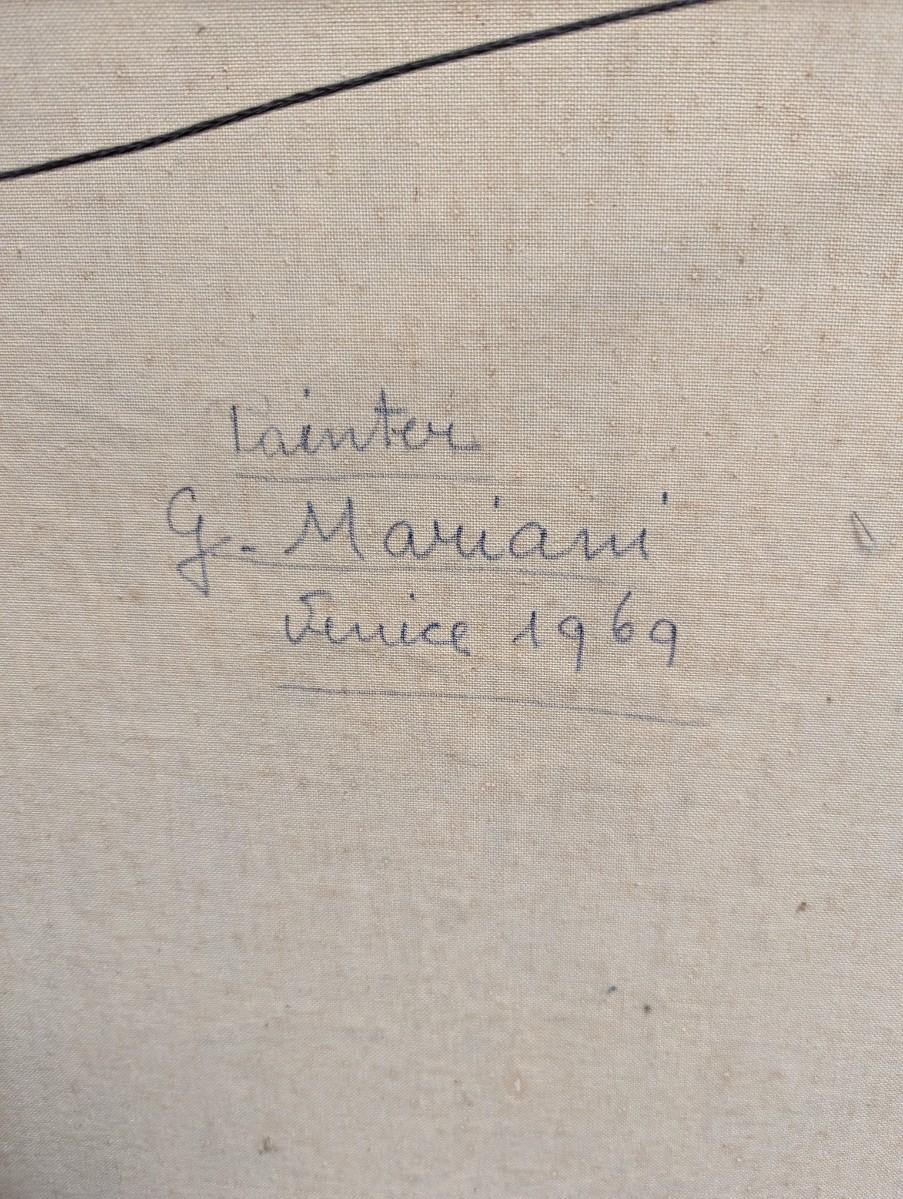 Painter
G. Mariani
Venice 1969